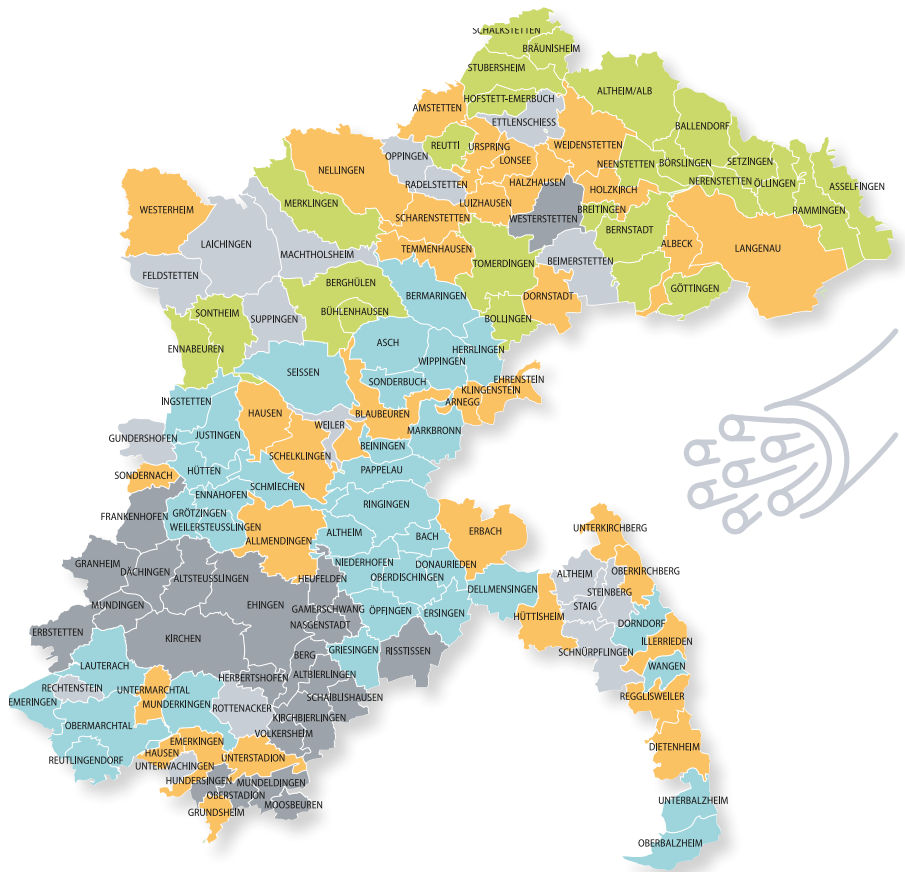 SCHALKSTETTEN
BRÄUNISHEIM
STUBERSHEIM
ALTHEIM/ALB
HOFSTETT-EMERBUCH
AMSTETTEN
ETTLENSCHIESS
BALLENDORF
REUTTI
URSPRING
WEIDENSTETTEN
OPPINGEN
LONSEE
NEENSTETTEN
BÖRSLINGEN
SETZINGEN
NELLINGEN
RADELSTETTEN
HALZHAUSEN
HOLZKIRCH
NERENSTETTEN
ÖLLINGEN
ASSELFINGEN
MERKLINGEN
LUIZHAUSEN
WESTERHEIM
SCHARENSTETTEN
WESTERSTETTEN
BREITINGEN
RAMMINGEN
BERNSTADT
LAICHINGEN
TEMMENHAUSEN
ALBECK
LANGENAU
MACHTHOLSHEIM
BEIMERSTETTEN
FELDSTETTEN
TOMERDINGEN
BERGHÜLEN
GÖTTINGEN
BERMARINGEN
DORNSTADT
SONTHEIM
BÜHLENHAUSEN
SUPPINGEN
BOLLINGEN
ASCH
ENNABEUREN
HERRLINGEN
WIPPINGEN
SEISSEN
SONDERBUCH
EHRENSTEIN
KLINGENSTEIN
INGSTETTEN
ARNEGG
HAUSEN
BLAUBEUREN
WEILER
MARKBRONN
GUNDERSHOFEN
JUSTINGEN
BEININGEN
SCHELKLINGEN
HÜTTEN
PAPPELAU
SONDERNACH
SCHMIECHEN
ENNAHOFEN
RINGINGEN
GRÖTZINGEN
FRANKENHOFEN
WEILERSTEUSSLINGEN
UNTERKIRCHBERG
ALTHEIM
BACH
ERBACH
ALLMENDINGEN
GRANHEIM
NIEDERHOFEN
DONAURIEDEN
DÄCHINGEN
OBERKIRCHBERG
ALTHEIM
ALTSTEUSSLINGEN
HEUFELDEN
OBERDISCHINGEN
DELLMENSINGEN
STEINBERG
MUNDINGEN
EHINGEN
GAMERSCHWANG
ÖPFINGEN
ERSINGEN
STAIG
HÜTTISHEIM
NASGENSTADT
DORNDORF
ERBSTETTEN
KIRCHEN
ILLERRIEDEN
GRIESINGEN
RISSTISSEN
SCHNÜRPFLINGEN
BERG
LAUTERACH
WANGEN
HERBERTSHOFEN
ALTBIERLINGEN
RECHTENSTEIN
UNTERMARCHTAL
SCHAIBLISHAUSEN
REGGLISWEILER
EMERINGEN
MUNDERKINGEN
ROTTENACKER
KIRCHBIERLINGEN
OBERMARCHTAL
VOLKERSHEIM
EMERKINGEN
DIETENHEIM
HAUSEN
REUTLINGENDORF
UNTERWACHINGEN
UNTERSTADION
HUNDERSINGEN
MUNDELDINGEN
OBERSTADION
MOOSBEUREN
UNTERBALZHEIM
GRUNDSHEIM
OBERBALZHEIM